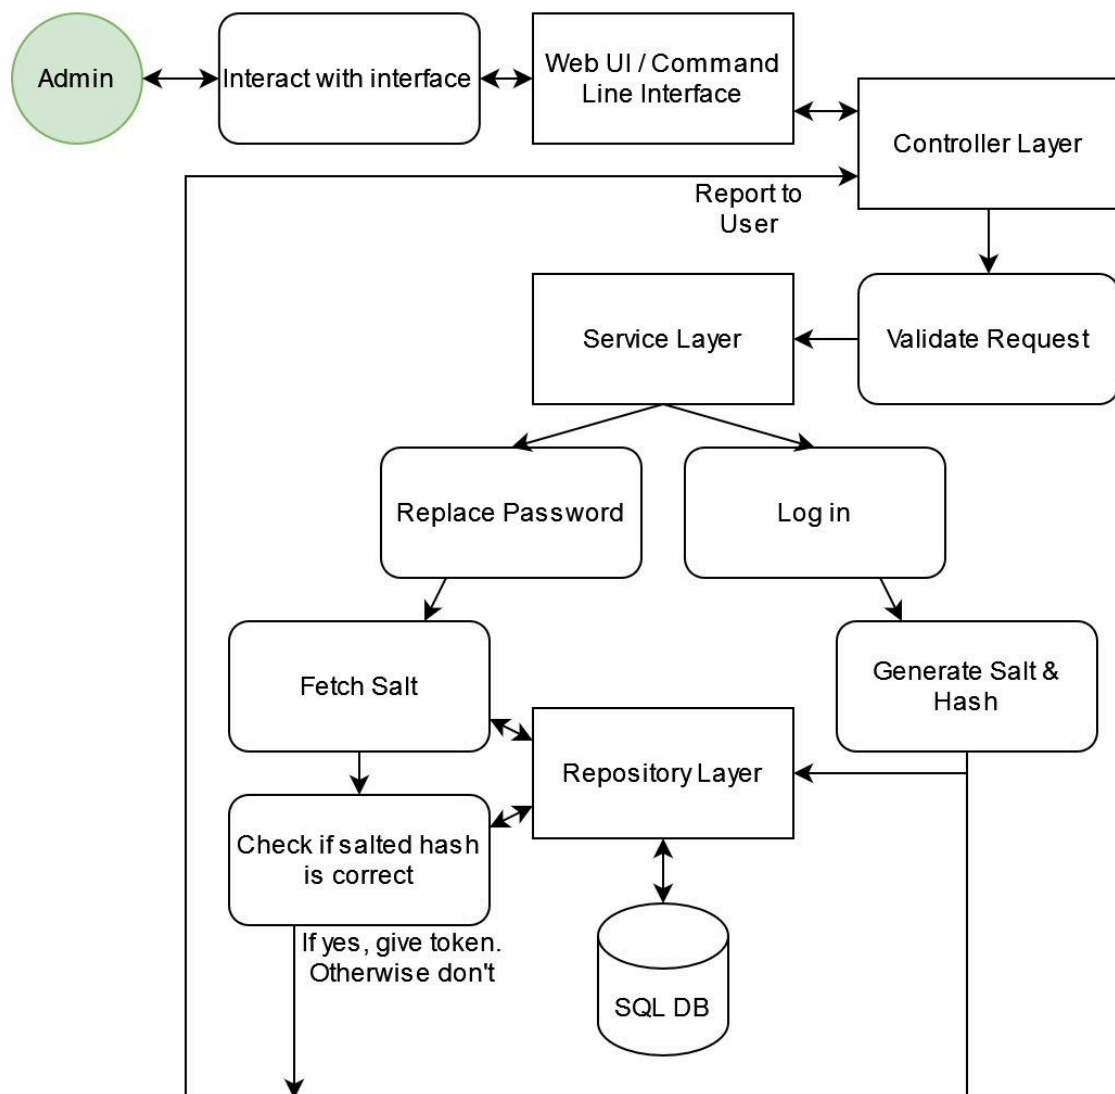 Admin
Interact with interface
Web UI / Command
Line Interface
Controller Layer
Report to
User
Service Layer
Validate Request
Replace Password
Log in
Fetch Salt
Generate Salt &
Hash
Repository Layer
Check if salted hash
is correct
If yes, give token.
Otherwise don't
SQL DB